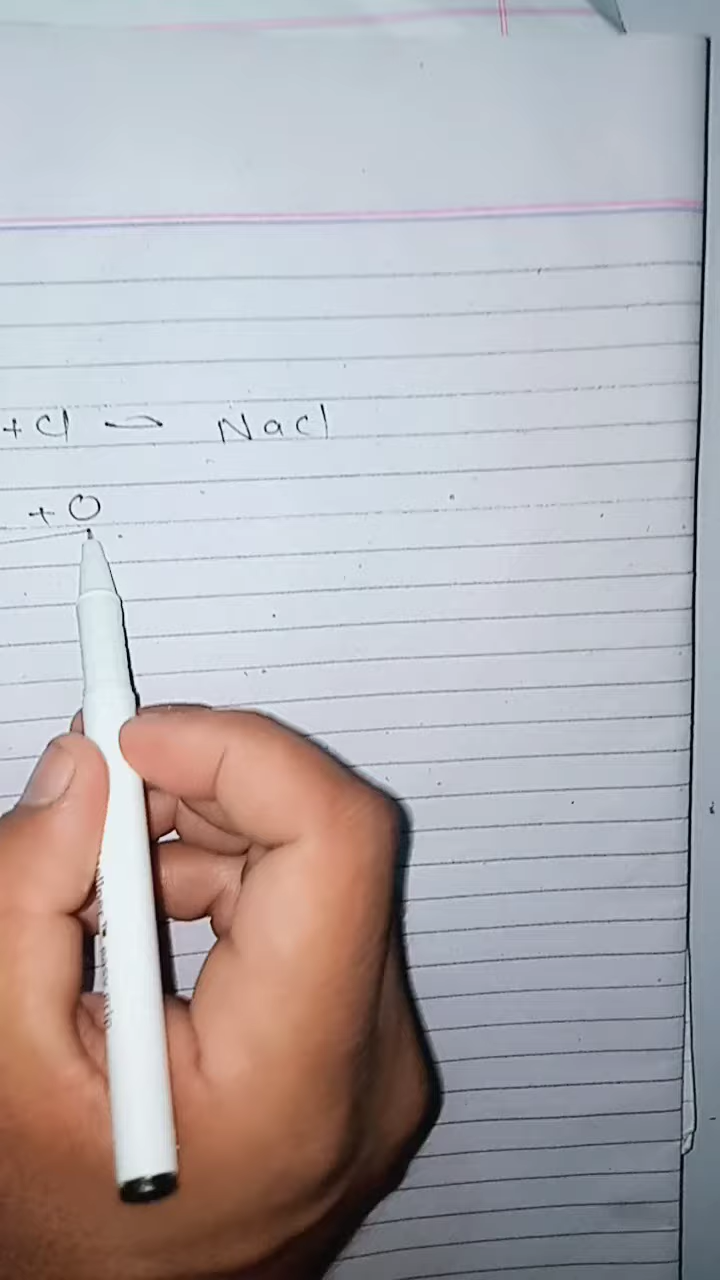 +Cl → NaCl
+ O